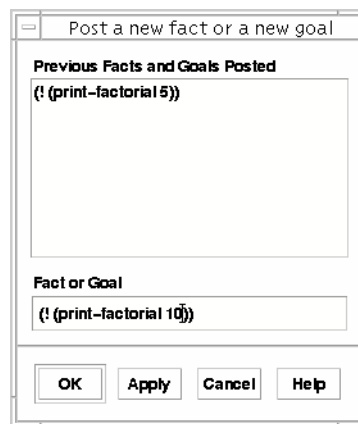 Post a new fact or a new goal
Previous Facts and Goals Posted
(! (print-factorial 5))
Fact or Goal
(! (print-factorial 10))
OK Apply Cancel Help